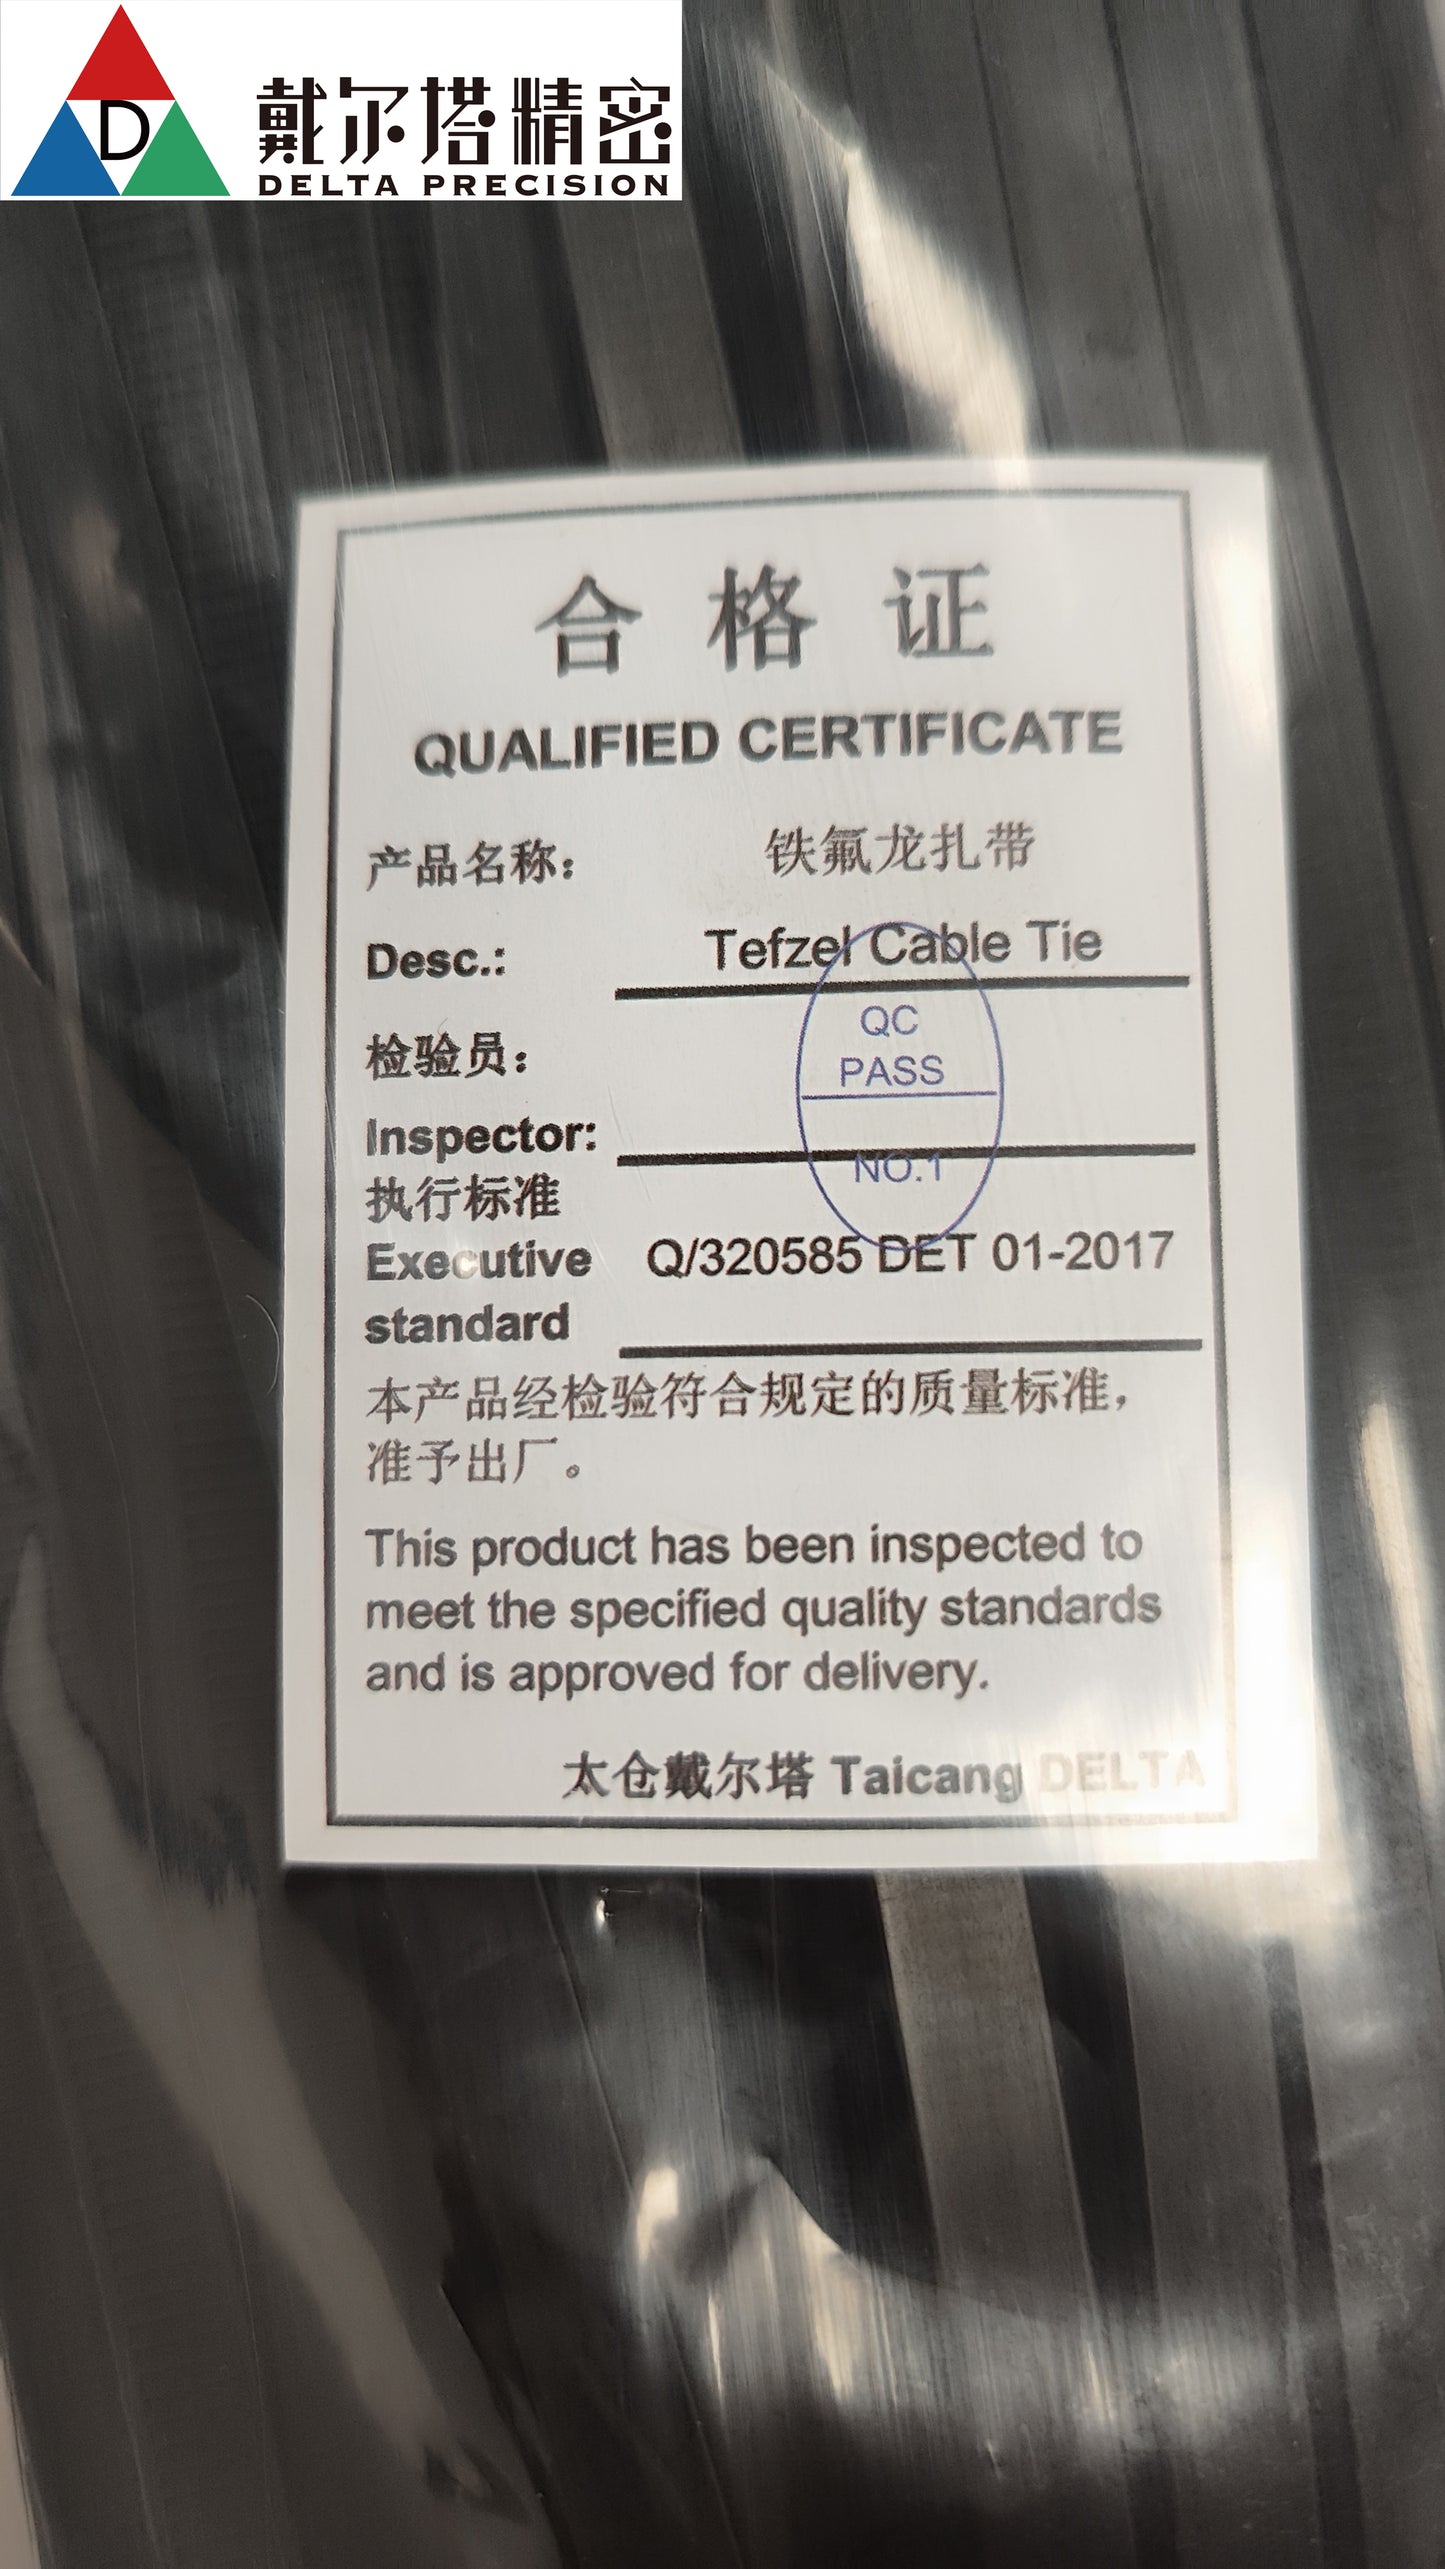 D
戴尔塔精密
DELTA PRECISION
合格证
QUALIFIED CERTIFICATE
产品名称： 铁氟龙扎带
Desc.: Tefzel Cable Tie
QC
PASS
检验员：
Inspector:
NO.1
执行标准
Executive Q/320585 DET 01-2017
standard
本产品经检验符合规定的质量标准，
准予出厂。
This product has been inspected to
meet the specified quality standards
and is approved for delivery.
太仓戴尔塔 Taicang DELTA